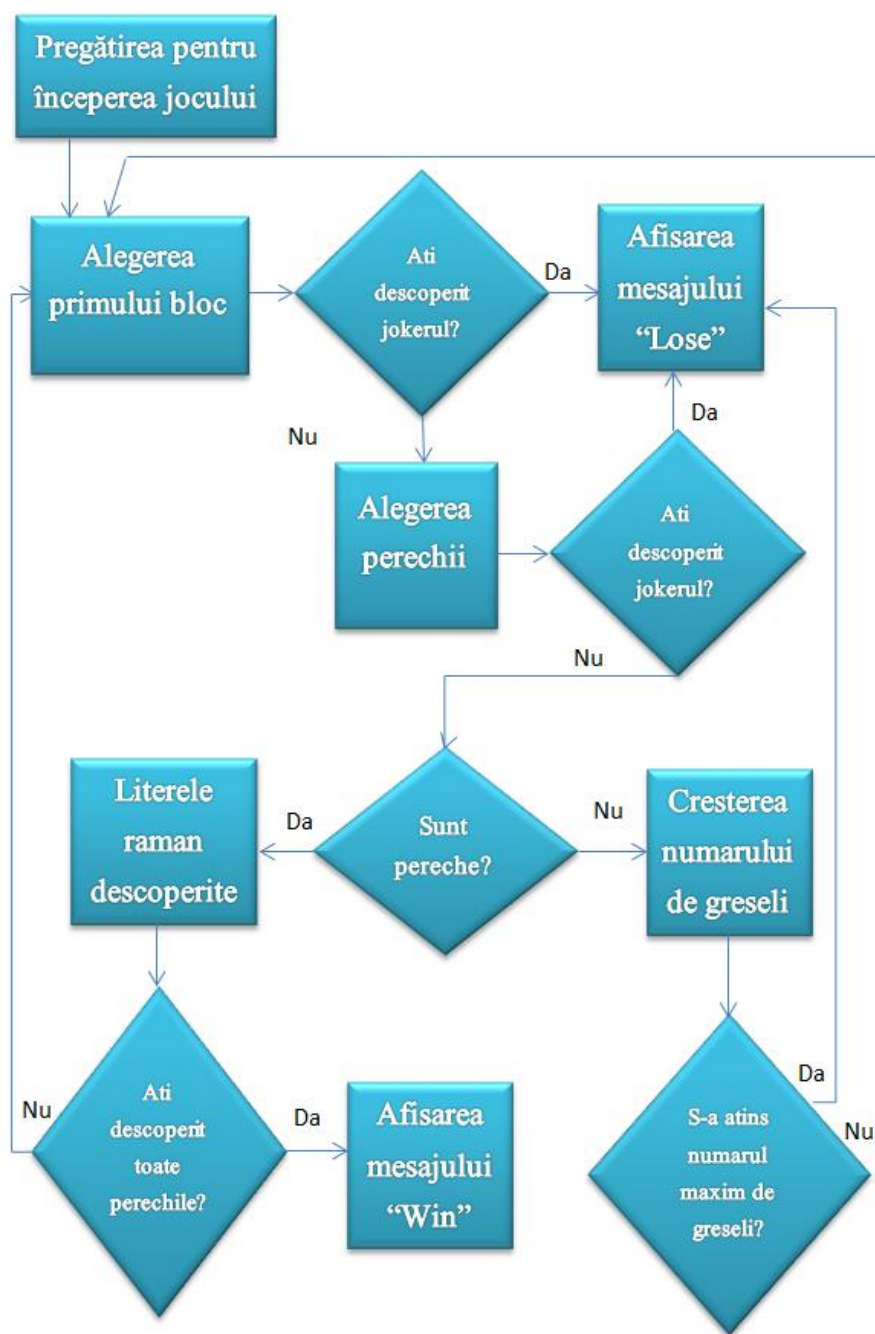 Pregătirea pentru
începerea jocului
Alegerea
primului bloc
Ati
descoperit
jokerul?
Da
Afisarea
mesajului
“Lose”
Nu
Da
Alegerea
perechii
Ati
descoperit
jokerul?
Nu
Literele
raman
descoperite
Da
Sunt
pereche?
Nu
Cresterea
numarului
de greseli
Nu
Ati
descoperit
toate
perechile?
Da
Afisarea
mesajului
“Win”
S-a atins
numarul
maxim de
greseli?
Da
Nu